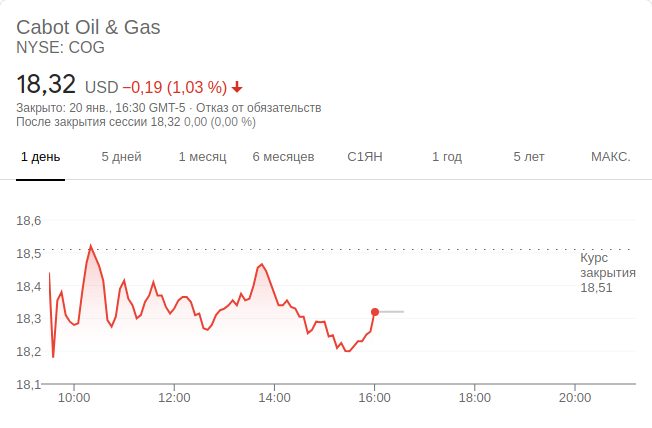 Cabot Oil & Gas
NYSE: COG
18,32 USD −0,19 (1,03 %)
Закрыто: 20 янв., 16:30 GMT-5 · Отказ от обязательств
После закрытия сессии 18,32 0,00 (0,00 %)
1 день 5 дней 1 месяц 6 месяцев С1ЯН 1 год 5 лет МАКС.
18,6
18,5
18,4
18,3
18,2
18,1
Курс
закрытия
18,51
10:00 12:00 14:00 16:00 18:00 20:00